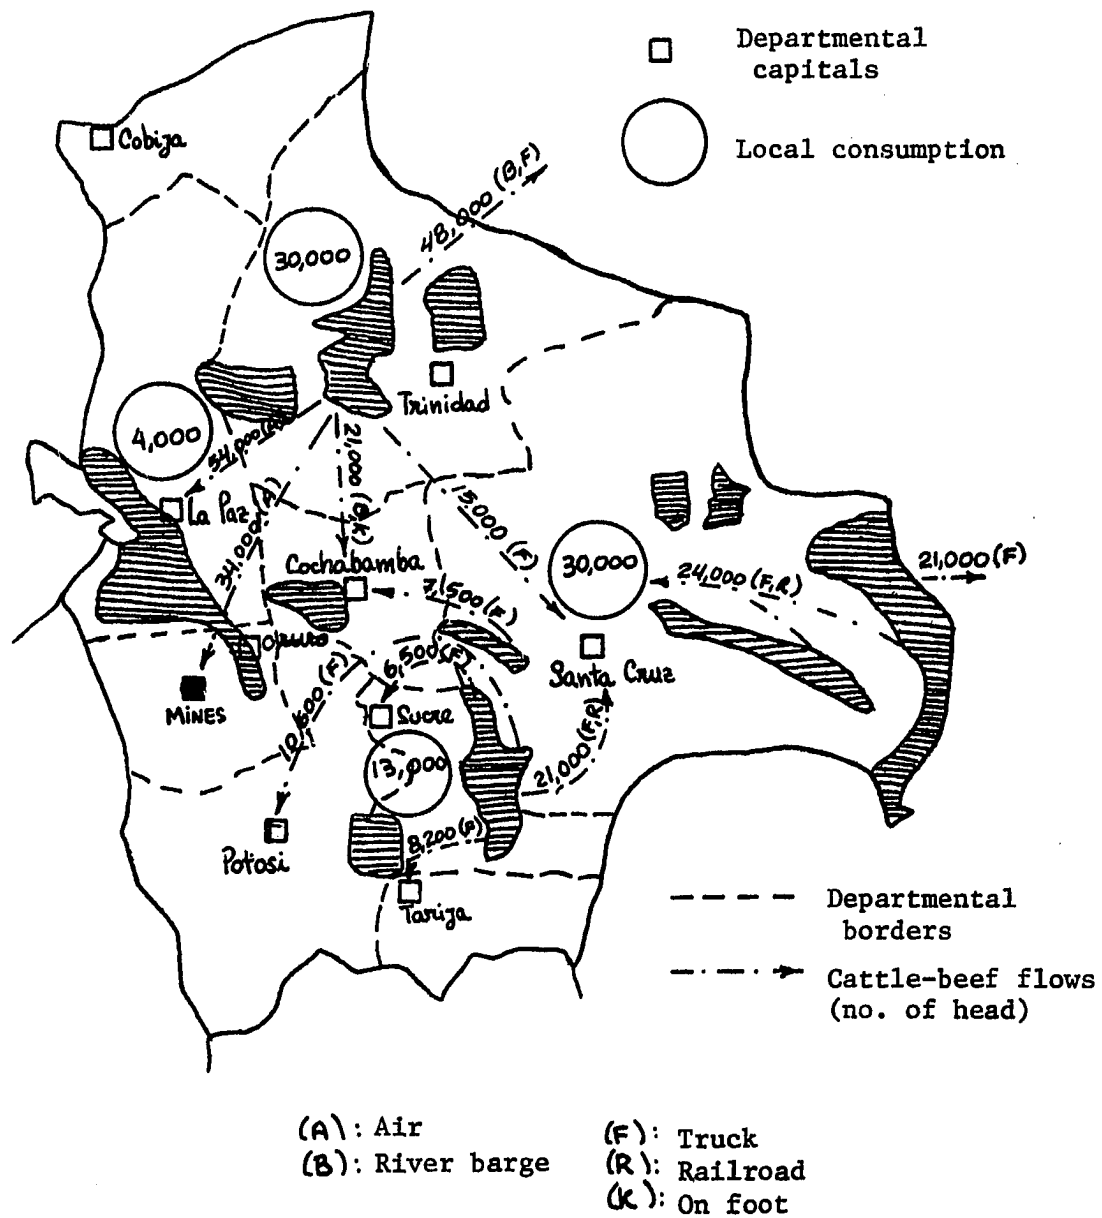 Departmental
capitals
Local consumption
Cobija
48,000 (B,F)
30,000
Trinidad
4,000
54,000 (A)
21,000 (B,K)
La Paz
34,000 (A)
15,000 (F)
Cochabamba
30,000
24,000 (F,R)
21,000 (F)
7,500 (F)
Oruro
6,500 (F)
Santa Cruz
MINES
10,600 (F)
Sucre
13,000
21,000 (F,R)
8,200 (F)
Potosi
Tarija
Departmental
borders
Cattle-beef flows
(no. of head)
(A): Air
(B): River barge
(F): Truck
(R): Railroad
(K): On foot